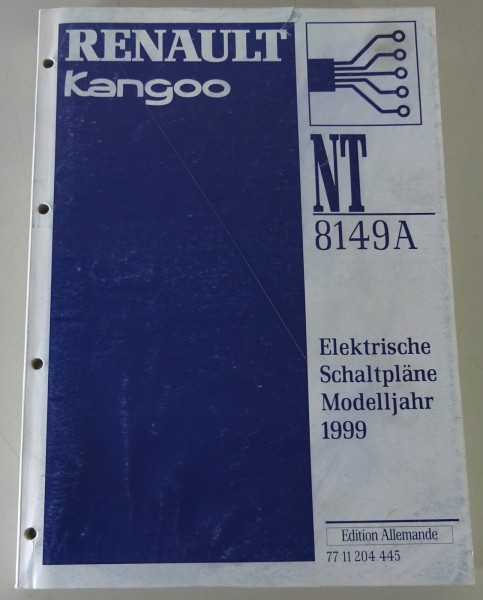 RENAULT
Kangoo
NT
8149A
Elektrische
Schaltpläne
Modelljahr
1999
Edition Allemande
77 11 204 445